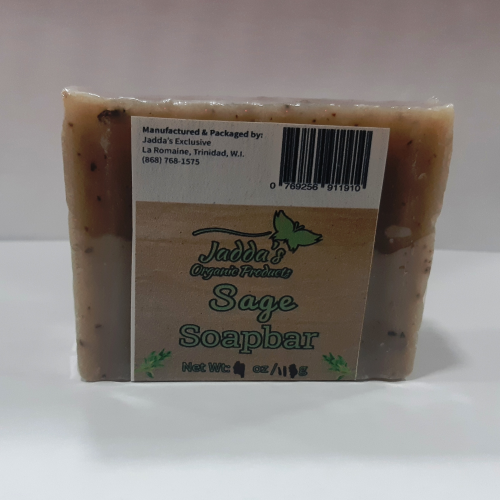 Manufactured & Packaged by:
Jadda's Exclusive
La Romaine, Trinidad, W.I.
(868) 768-1575
0 769256 911910
Jadda's
Organic Products
Sage
Soapbar
Net Wt: oz/